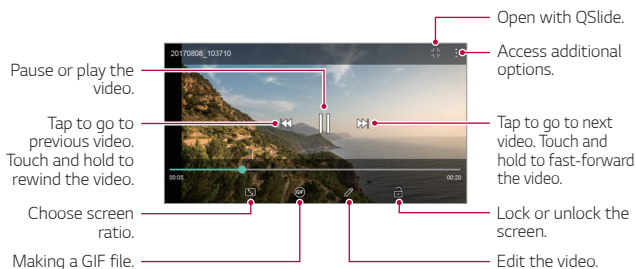 Open with QSlide.
20170808_103710
Access additional
options.
Pause or play the
video.
Tap to go to
previous video.
Touch and hold to
rewind the video.
Tap to go to next
video. Touch and
hold to fast-forward
the video.
00:05
00:20
GIF
Choose screen
ratio.
Lock or unlock the
screen.
Making a GIF file.
Edit the video.